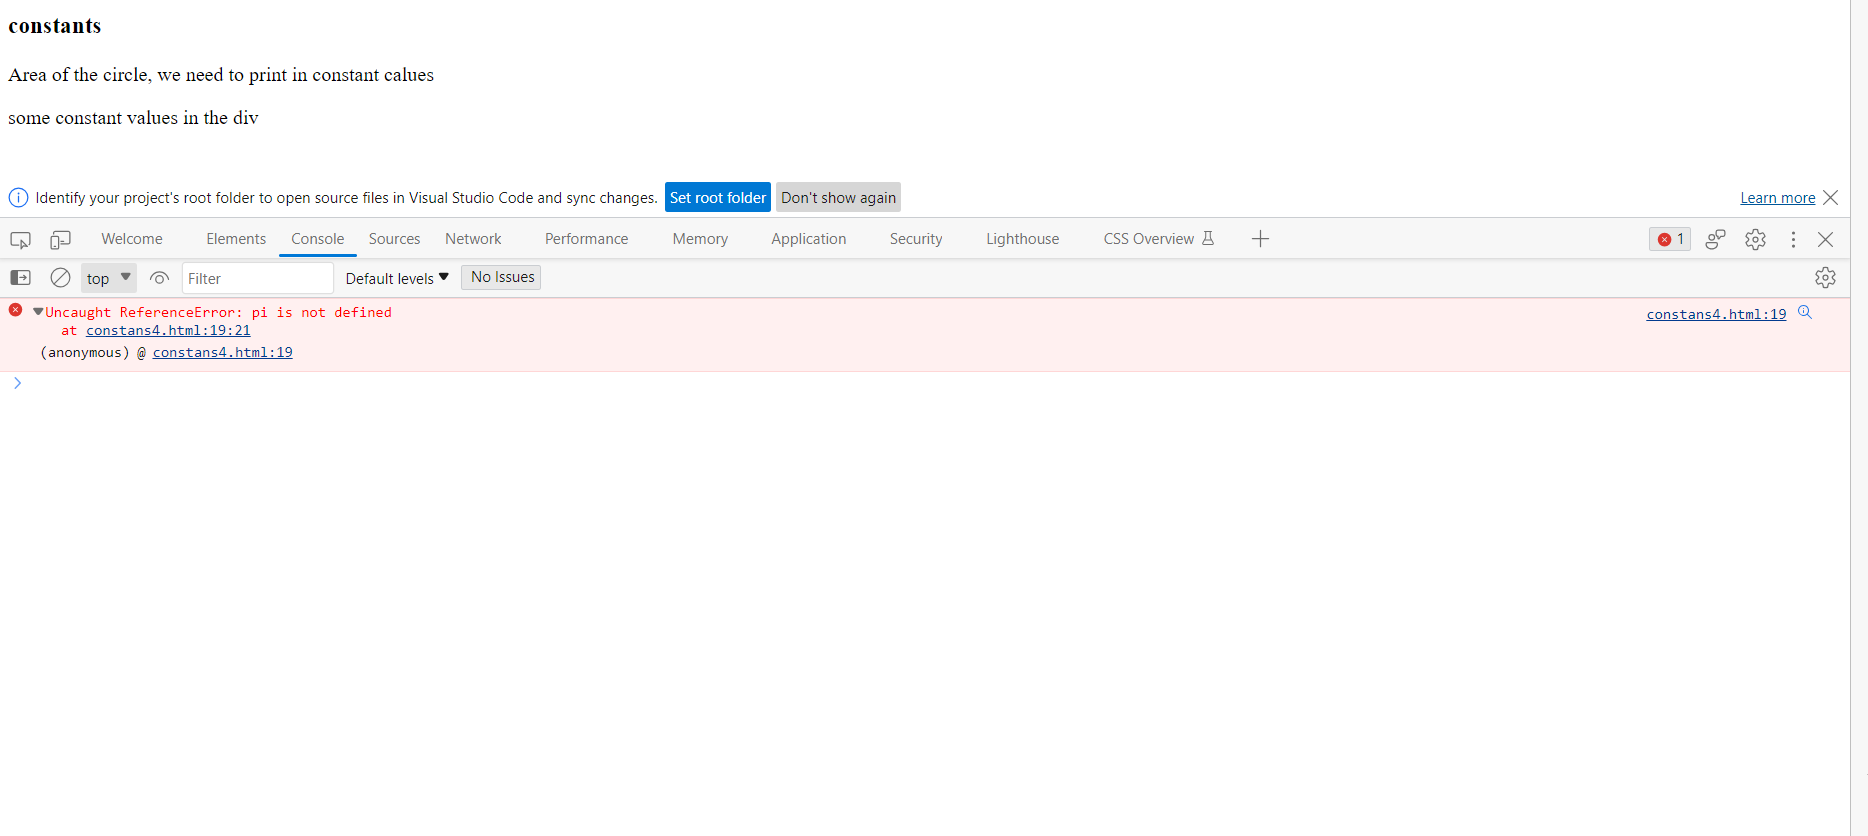 constants
Area of the circle, we need to print in constant calues
some constant values in the div
Identify your project's root folder to open source files in Visual Studio Code and sync changes. Set root folder Don't show again Learn more
Welcome Elements Console Sources Network Performance Memory Application Security Lighthouse CSS Overview 1
top Filter Default levels No Issues
Uncaught ReferenceError: pi is not defined constans4.html:19
at constans4.html:19:21
(anonymous) @ constans4.html:19